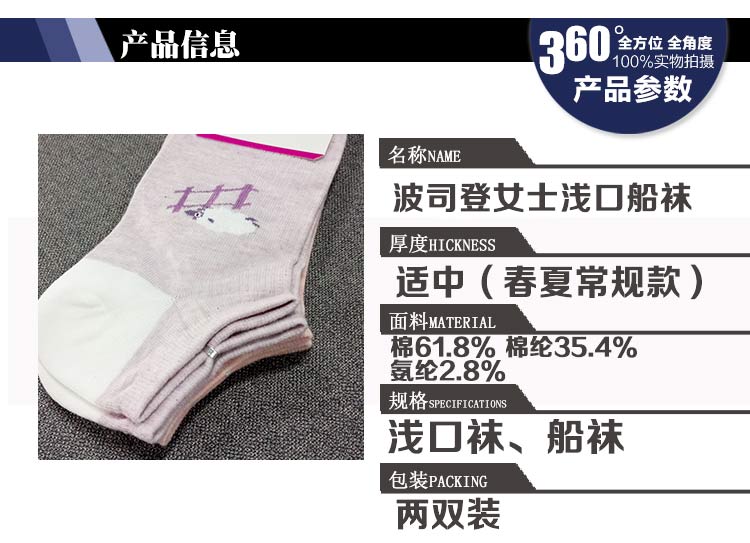 产品信息
360°全方位 全角度
100%实物拍摄
产品参数
名称NAME
波司登女士浅口船袜
厚度HICKNESS
适中（春夏常规款）
面料MATERIAL
棉61.8% 棉纶35.4%
氨纶2.8%
规格SPECIFICATIONS
浅口袜、船袜
包装PACKING
两双装